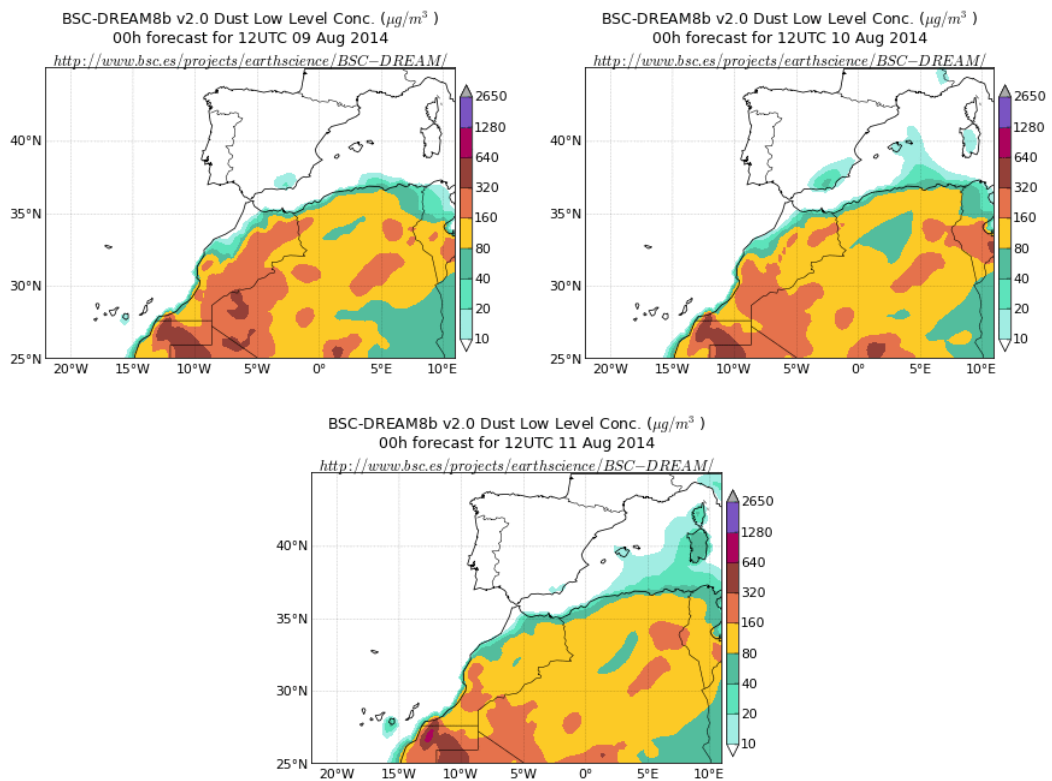 BSC-DREAM8b v2.0 Dust Low Level Conc. (μg/m³ )
00h forecast for 12UTC 09 Aug 2014
http://www.bsc.es/projects/earthscience/BSC−DREAM/
40°N
35°N
30°N
25°N
20°W 15°W 10°W 5°W 0° 5°E 10°E
2650
1280
640
320
160
80
40
20
10
BSC-DREAM8b v2.0 Dust Low Level Conc. (μg/m³ )
00h forecast for 12UTC 10 Aug 2014
http://www.bsc.es/projects/earthscience/BSC−DREAM/
40°N
35°N
30°N
25°N
20°W 15°W 10°W 5°W 0° 5°E 10°E
2650
1280
640
320
160
80
40
20
10
BSC-DREAM8b v2.0 Dust Low Level Conc. (μg/m³ )
00h forecast for 12UTC 11 Aug 2014
http://www.bsc.es/projects/earthscience/BSC−DREAM/
40°N
35°N
30°N
25°N
20°W 15°W 10°W 5°W 0° 5°E 10°E
2650
1280
640
320
160
80
40
20
10